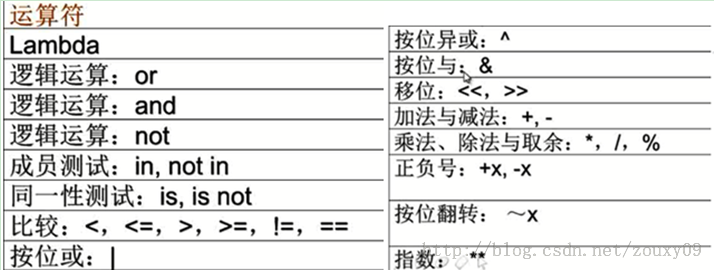 运算符
Lambda
逻辑运算：or
逻辑运算：and
逻辑运算：not
成员测试：in, not in
同一性测试：is, is not
比较：<，<=，>，>=，!=，==
按位或：|
按位异或：^
按位与：&
移位：<<，>>
加法与减法：+, -
乘法、除法与取余：*，/，%
正负号：+x, -x
按位翻转： ～x
指数： **
http://blog.csdn.net/zouxy09